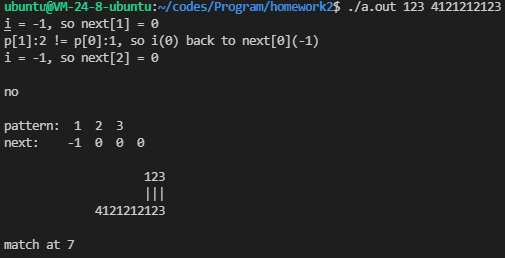 ubuntu@VM-24-8-ubuntu:~/codes/Program/homework2$ ./a.out 123 4121212123
i = -1, so next[1] = 0
p[1]:2 != p[0]:1, so i(0) back to next[0](-1)
i = -1, so next[2] = 0
no
pattern:  1  2  3
next:    -1  0  0  0
123
|||
4121212123
match at 7